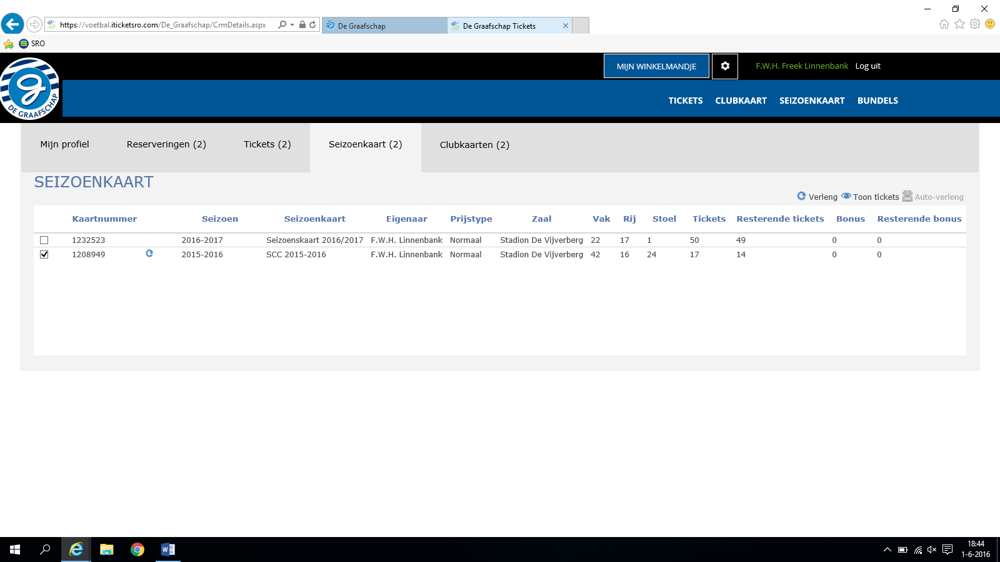 https://voetbal.iticketsro.com/De_Graafschap/CrmDetails.aspx
De Graafschap
De Graafschap Tickets
SRO
DE GRAAFSCHAP
MIJN WINKELMANDJE
F.W.H. Freek Linnenbank Log uit
TICKETS CLUBKAART SEIZOENKAART BUNDELS
Mijn profiel Reserveringen (2) Tickets (2) Seizoenkaart (2) Clubkaarten (2)
SEIZOENKAART
Verleng Toon tickets Auto-verleng
Kaartnummer Seizoen Seizoenkaart Eigenaar Prijstype Zaal Vak Rij Stoel Tickets Resterende tickets Bonus Resterende bonus
1232523 2016-2017 Seizoenskaart 2016/2017 F.W.H. Linnenbank Normaal Stadion De Vijverberg 22 17 1 50 49 0 0
1208949 2015-2016 SCC 2015-2016 F.W.H. Linnenbank Normaal Stadion De Vijverberg 42 16 24 17 14 0 0
18:44
1-6-2016